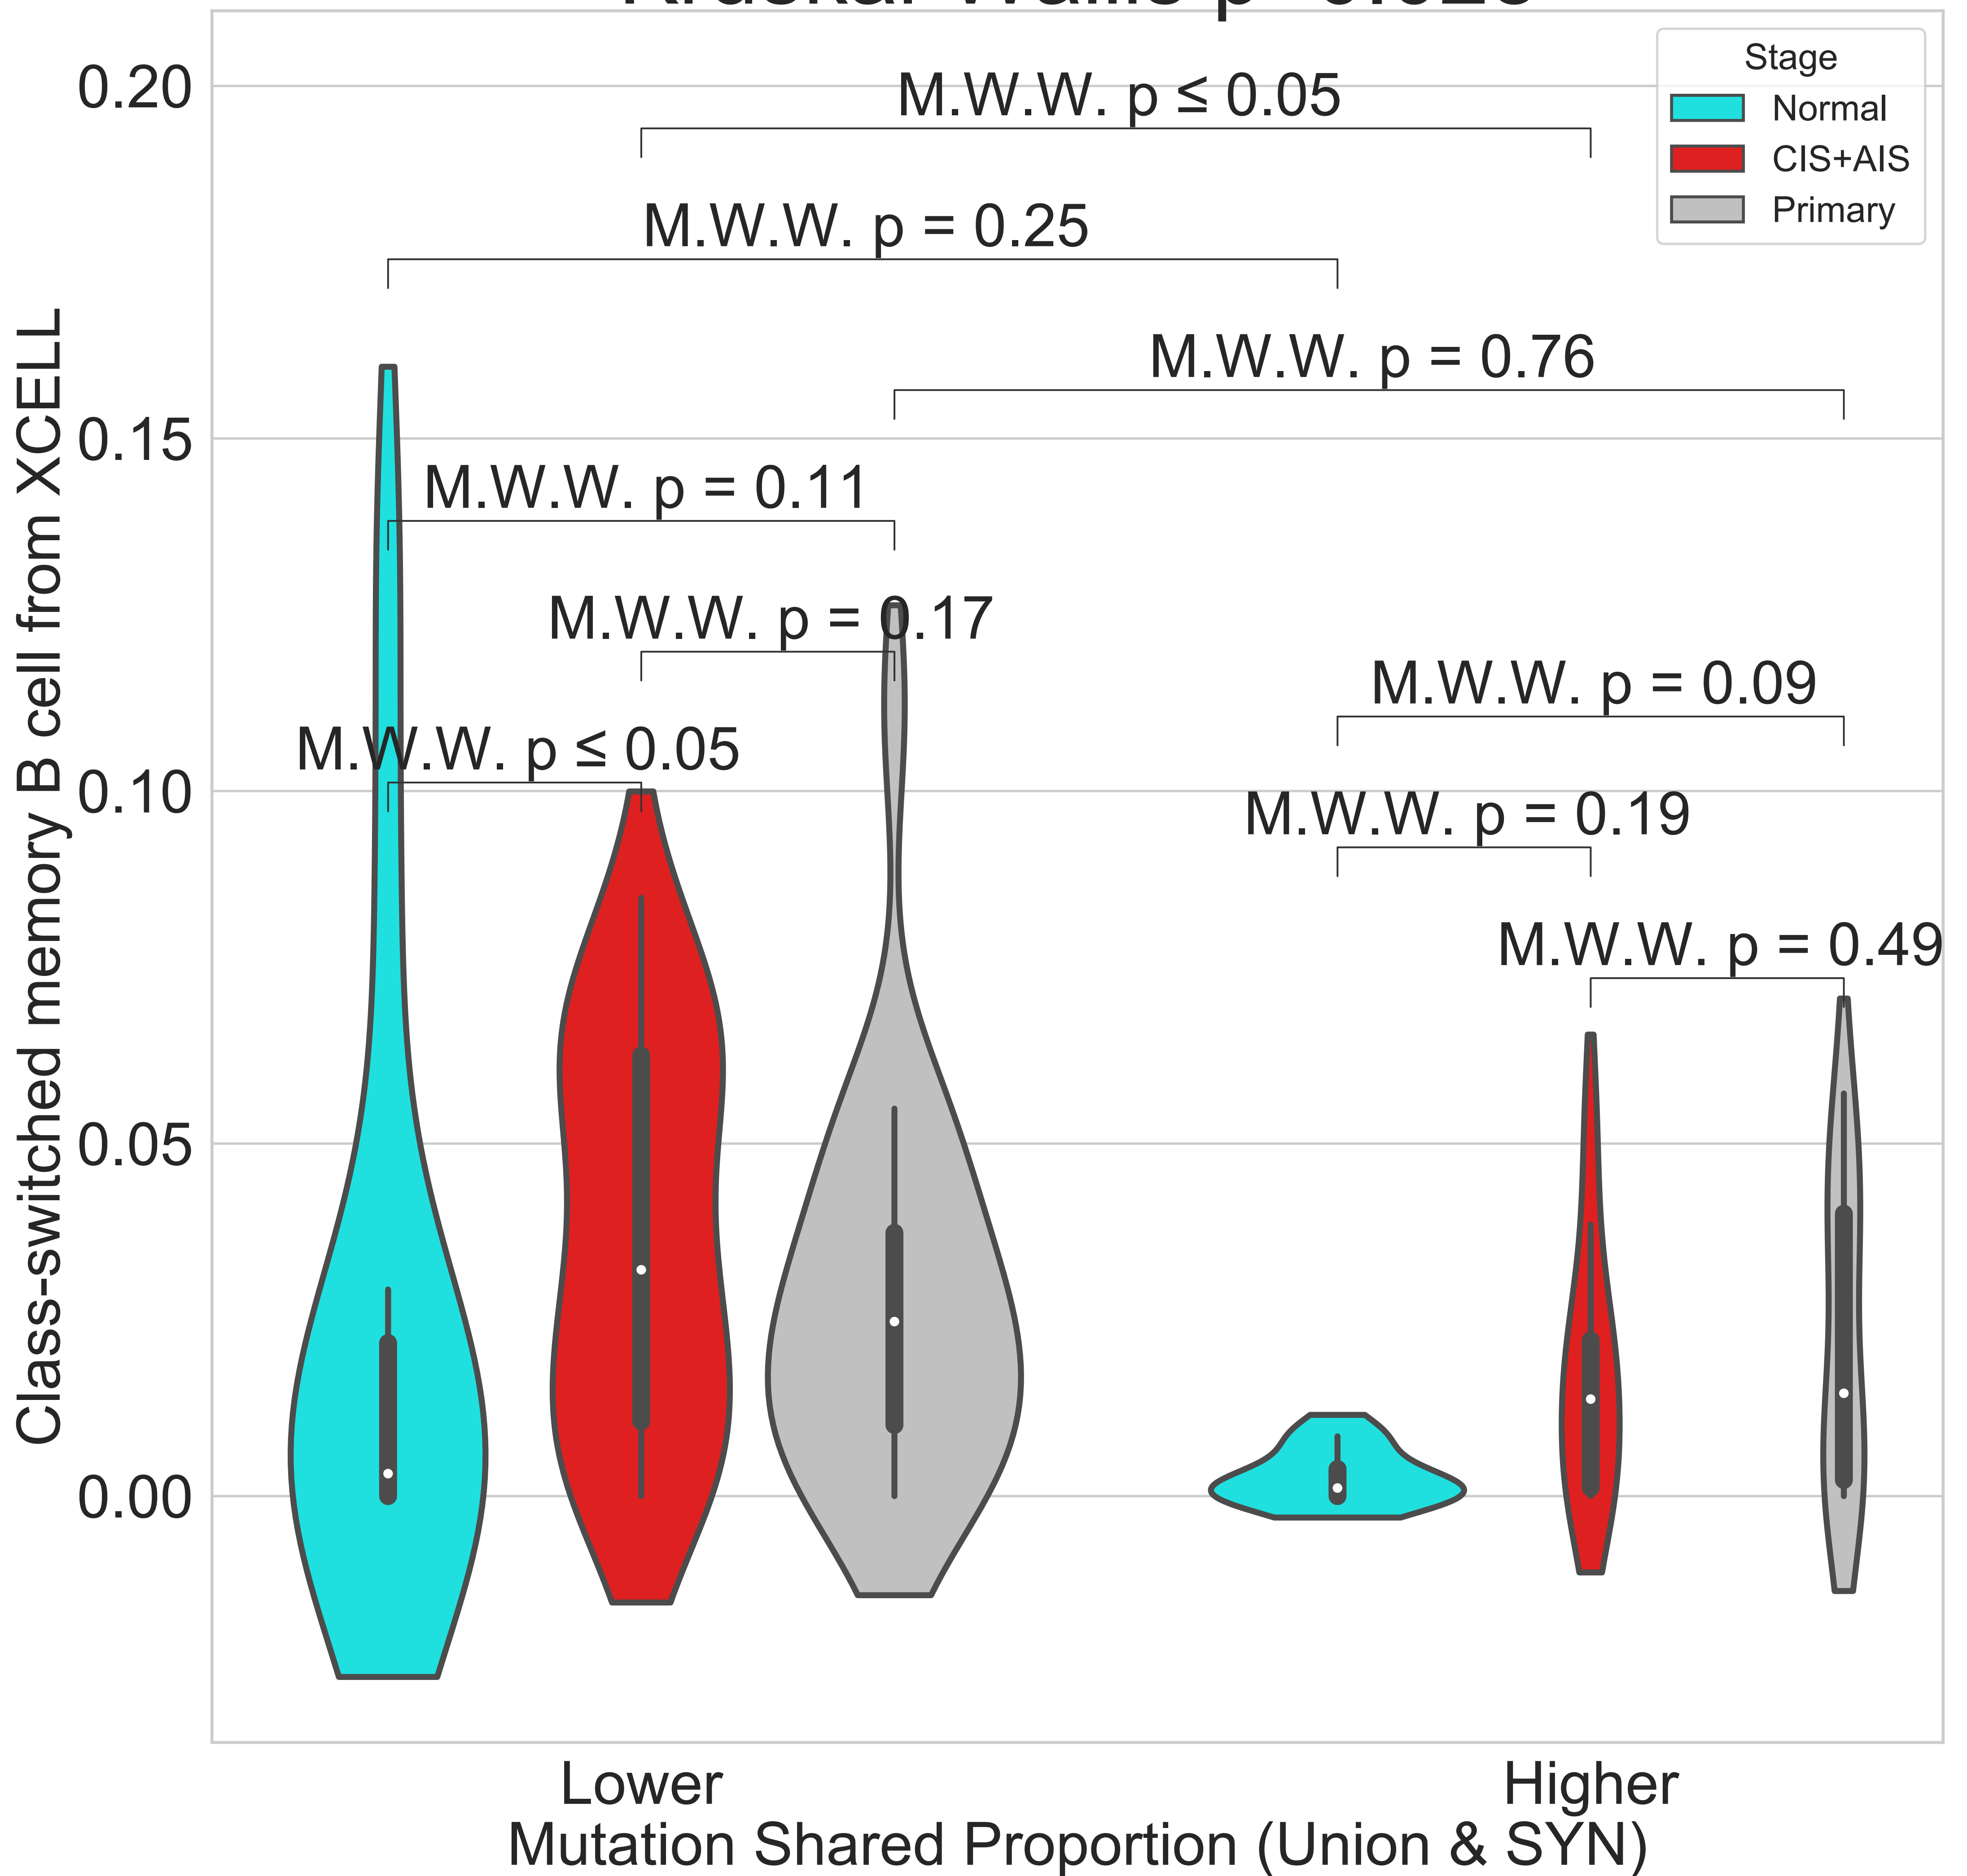 Stage
Normal
CIS+AIS
Primary
M.W.W. p ≤ 0.05
M.W.W. p = 0.25
M.W.W. p = 0.76
M.W.W. p = 0.11
M.W.W. p = 0.17
M.W.W. p = 0.09
M.W.W. p ≤ 0.05
M.W.W. p = 0.19
M.W.W. p = 0.49
Class-switched memory B cell from XCELL
0.20
0.15
0.10
0.05
0.00
Lower
Higher
Mutation Shared Proportion (Union & SYN)